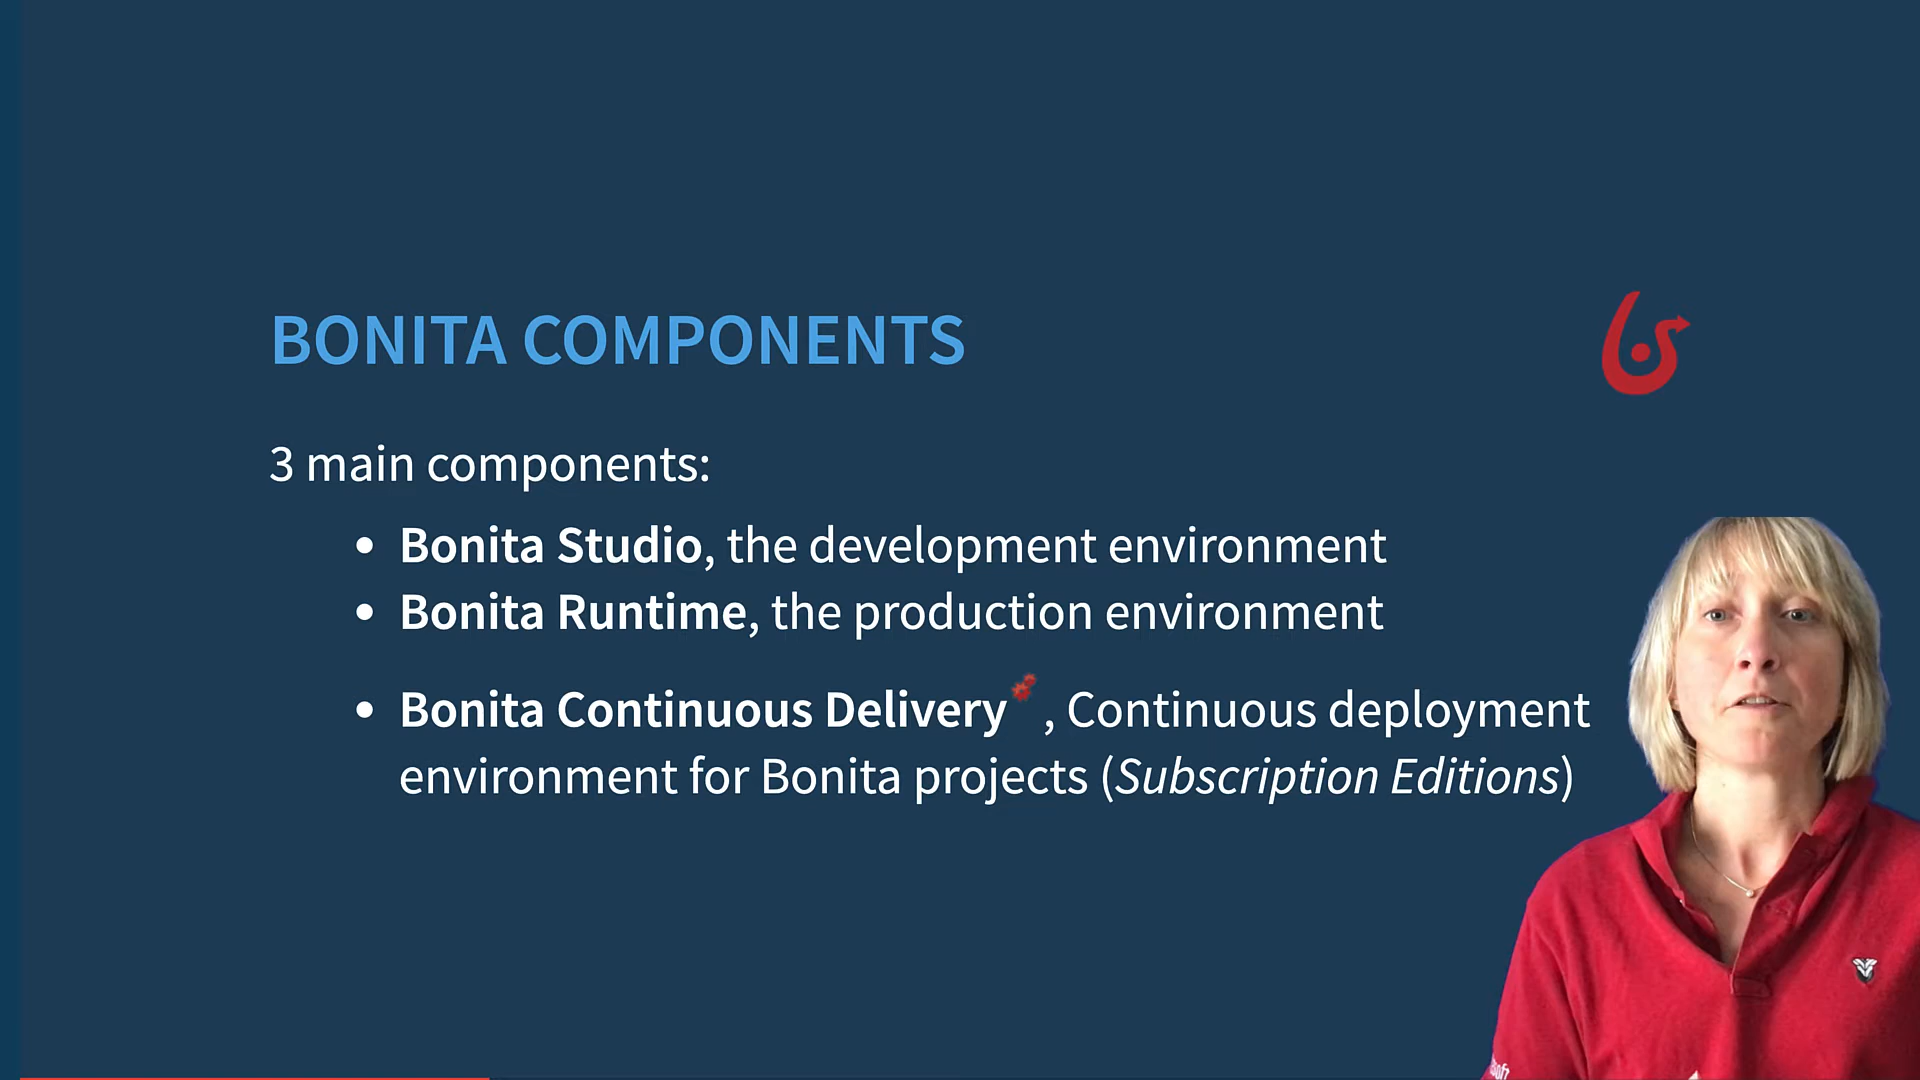 BONITA COMPONENTS
3 main components:
• Bonita Studio, the development environment
• Bonita Runtime, the production environment
• Bonita Continuous Delivery , Continuous deployment
environment for Bonita projects (Subscription Editions)